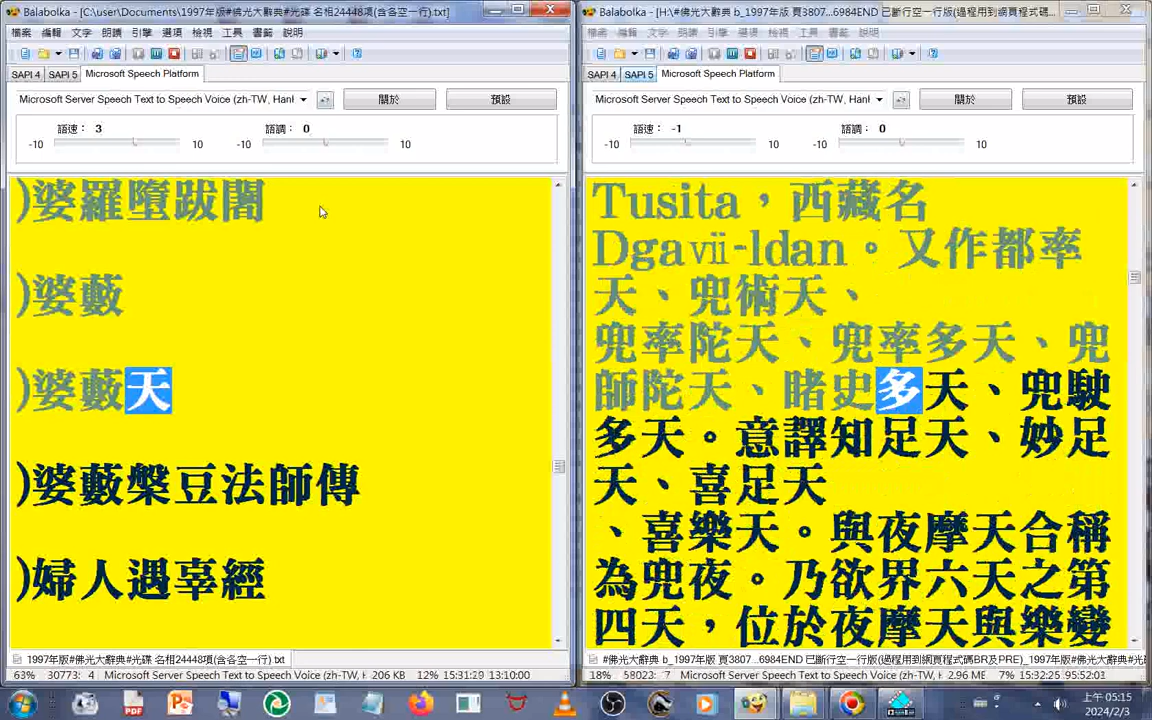 Balabolka - [C:\user\Documents\1997年版#佛光大辭典#光碟 名相24448項(含各空一行).txt]
檔案 編輯 文字 朗讀 引擎 選項 檢視 工具 書籤 說明
SAPI 4 SAPI 5 Microsoft Speech Platform
Microsoft Server Speech Text to Speech Voice (zh-TW, Hanl
關於 預設
語速： 3 語調： 0
-10 10 -10 10
)婆羅墮跋闍
)婆藪
)婆藪天
)婆藪槃豆法師傳
)婦人遇辜經
1997年版#佛光大辭典#光碟 名相24448項(含各空一行).txt
63% 30773: 4 Microsoft Server Speech Text to Speech Voice (zh-TW, H 206 KB 12% 15:31:29 13:10:00
Balabolka - [H:\#佛光大辭典 b_1997年版 頁3807...6984END 已斷行空一行版(過程用到網頁程式碼...
檔案 編輯 文字 朗讀 引擎 選項 檢視 工具 書籤 說明
SAPI 4 SAPI 5 Microsoft Speech Platform
Microsoft Server Speech Text to Speech Voice (zh-TW, Hanl
關於 預設
語速： -1 語調： 0
-10 10 -10 10
Tusita，西藏名
Dgaⅶ-ldan。又作都率
天、兜術天、
兜率陀天、兜率多天、兜
師陀天、睹史多天、兜駛
多天。意譯知足天、妙足
天、喜足天
、喜樂天。與夜摩天合稱
為兜夜。乃欲界六天之第
四天，位於夜摩天與樂變
#佛光大辭典 b_1997年版 頁3807...6984END 已斷行空一行版(過程用到網頁程式碼BR及PRE)_1997年版#佛光大辭典#光
18% 58023: 7 Microsoft Server Speech Text to Speech Voice (zh-TW, H 2.96 ME 7% 15:32:25 95:52:03
上午 05:15
2024/2/3